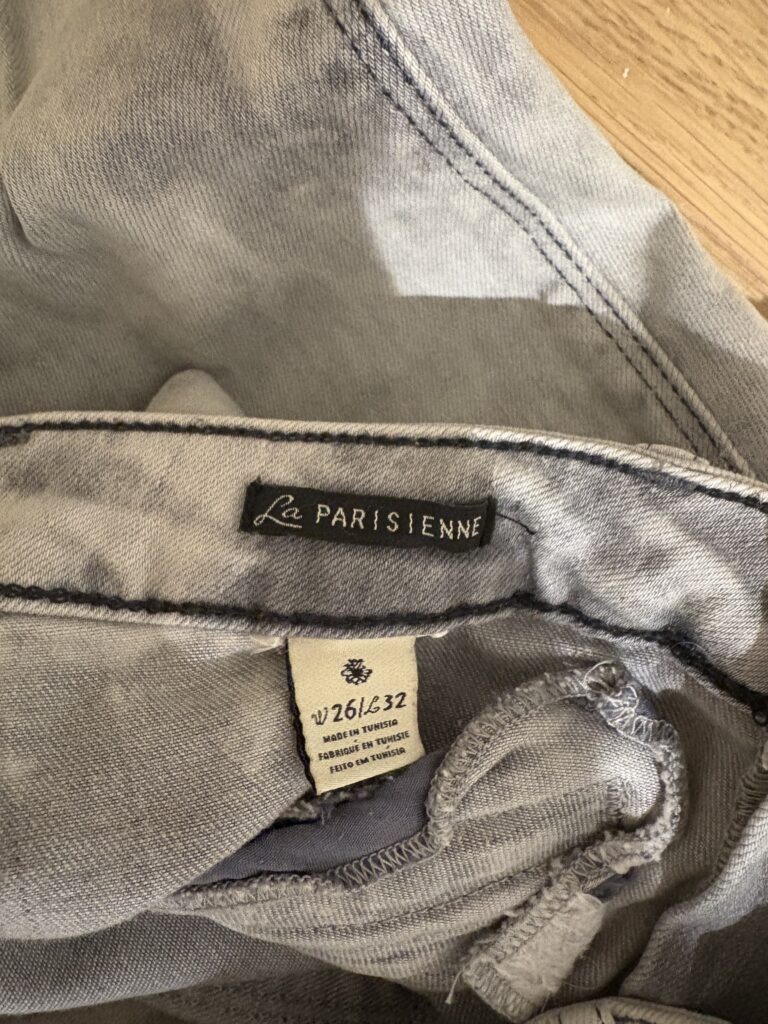 La PARISIENNE
W26/L32
MADE IN TUNISIA
FABRIQUÉ EN TUNISIE
FEITO EM TUNÍSIA